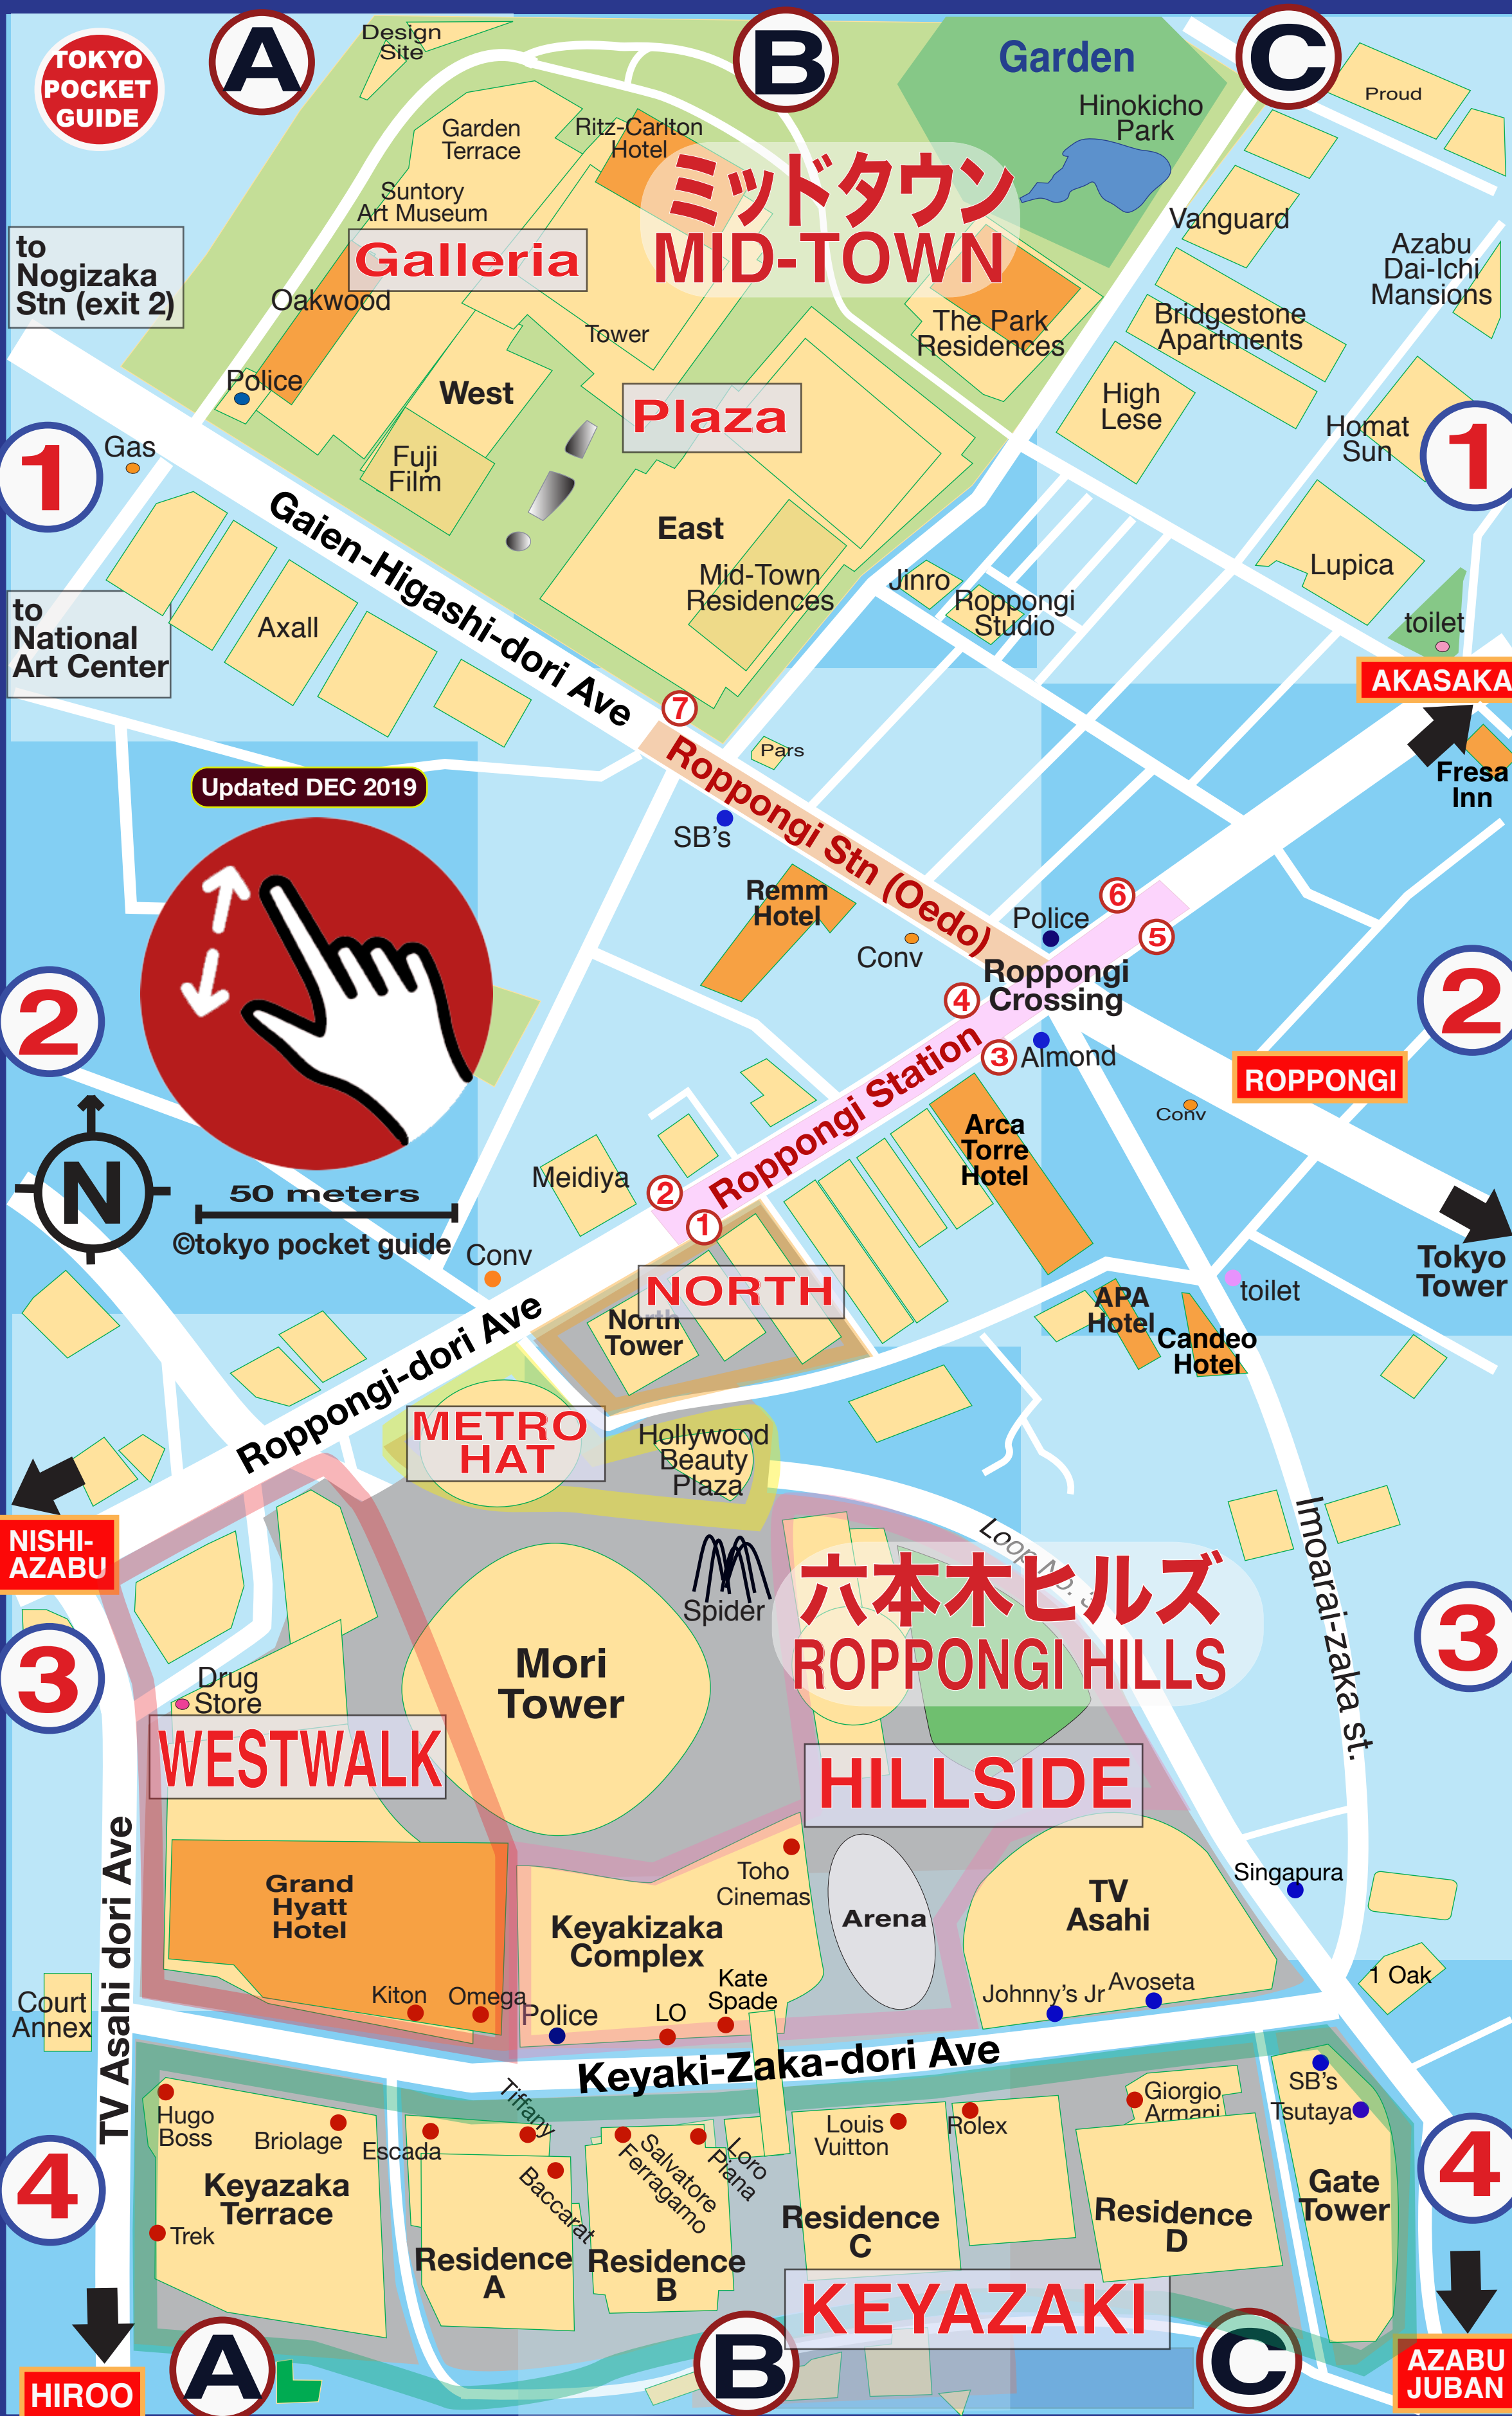 TOKYO
POCKET
GUIDE
A
B
C
Design
Site
Garden
Hinokicho
Park
Proud
Garden
Terrace
Ritz-Carlton
Hotel
ミッドタウン
MID-TOWN
Suntory
Art Museum
Galleria
Vanguard
Azabu
Dai-Ichi
Mansions
to
Nogizaka
Stn (exit 2)
Oakwood
Tower
The Park
Residences
Bridgestone
Apartments
Police
West
Plaza
High
Lese
Homat
Sun
1
Gas
Fuji
Film
1
Gaien-Higashi-dori Ave
East
Mid-Town
Residences
Jinro
Roppongi
Studio
Lupica
toilet
to
National
Art Center
Axall
AKASAKA
7
Pars
Roppongi Stn (Oedo)
Fresa
Inn
Updated DEC 2019
SB's
Remm
Hotel
Conv
Police
6
5
Roppongi
Crossing
4
2
2
3
Almond
ROPPONGI
Roppongi Station
Arca
Torre
Hotel
Conv
N
50 meters
©tokyo pocket guide
Meidiya
2
1
Conv
Tokyo
Tower
NORTH
North
Tower
toilet
APA
Hotel
Candeo
Hotel
Roppongi-dori Ave
METRO
HAT
Hollywood
Beauty
Plaza
NISHI-
AZABU
Loop No. 3
Imoarai-zaka st.
Spider
六本木ヒルズ
ROPPONGI HILLS
3
3
Mori
Tower
Drug
Store
WESTWALK
HILLSIDE
TV Asahi dori Ave
Grand
Hyatt
Hotel
Toho
Cinemas
Keyakizaka
Complex
Arena
TV
Asahi
Singapura
Kiton
Omega
Police
LO
Kate
Spade
Johnny's Jr
Avoseta
1 Oak
Court
Annex
Keyaki-Zaka-dori Ave
Hugo
Boss
Briolage
Escada
Tiffany
Baccarat
Salvatore
Ferragamo
Loro
Piana
Louis
Vuitton
Rolex
Giorgio
Armani
SB's
Tsutaya
4
4
Keyazaka
Terrace
Trek
Residence
A
Residence
B
Residence
C
Residence
D
Gate
Tower
KEYAZAKI
A
B
C
HIROO
AZABU
JUBAN